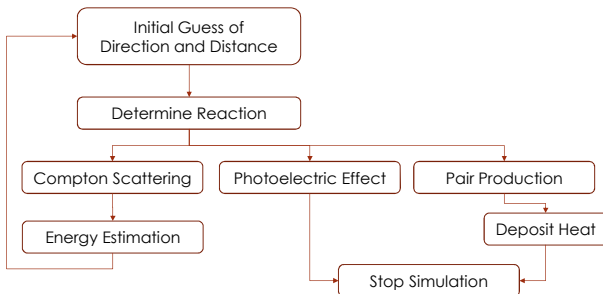 Initial Guess of
Direction and Distance
Determine Reaction
Compton Scattering
Photoelectric Effect
Pair Production
Energy Estimation
Deposit Heat
Stop Simulation